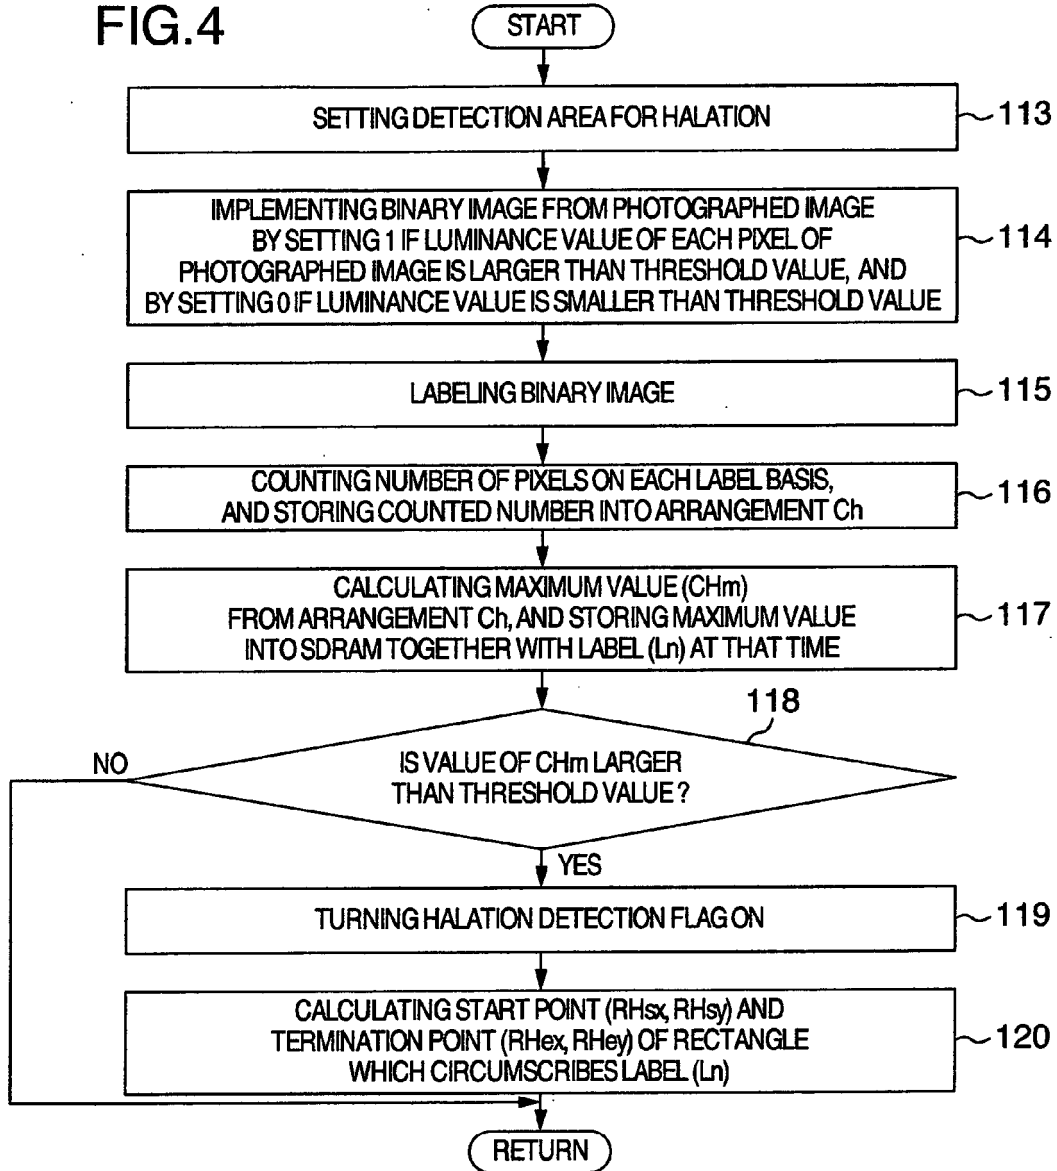 FIG.4
START
SETTING DETECTION AREA FOR HALATION
113
IMPLEMENTING BINARY IMAGE FROM PHOTOGRAPHED IMAGE
BY SETTING 1 IF LUMINANCE VALUE OF EACH PIXEL OF
PHOTOGRAPHED IMAGE IS LARGER THAN THRESHOLD VALUE, AND
BY SETTING 0 IF LUMINANCE VALUE IS SMALLER THAN THRESHOLD VALUE
114
LABELING BINARY IMAGE
115
COUNTING NUMBER OF PIXELS ON EACH LABEL BASIS,
AND STORING COUNTED NUMBER INTO ARRANGEMENT Ch
116
CALCULATING MAXIMUM VALUE (CHm)
FROM ARRANGEMENT Ch, AND STORING MAXIMUM VALUE
INTO SDRAM TOGETHER WITH LABEL (Ln) AT THAT TIME
117
118
NO
IS VALUE OF CHm LARGER
THAN THRESHOLD VALUE?
YES
TURNING HALATION DETECTION FLAG ON
119
CALCULATING START POINT (RHsx, RHsy) AND
TERMINATION POINT (RHex, RHey) OF RECTANGLE
WHICH CIRCUMSCRIBES LABEL (Ln)
120
RETURN